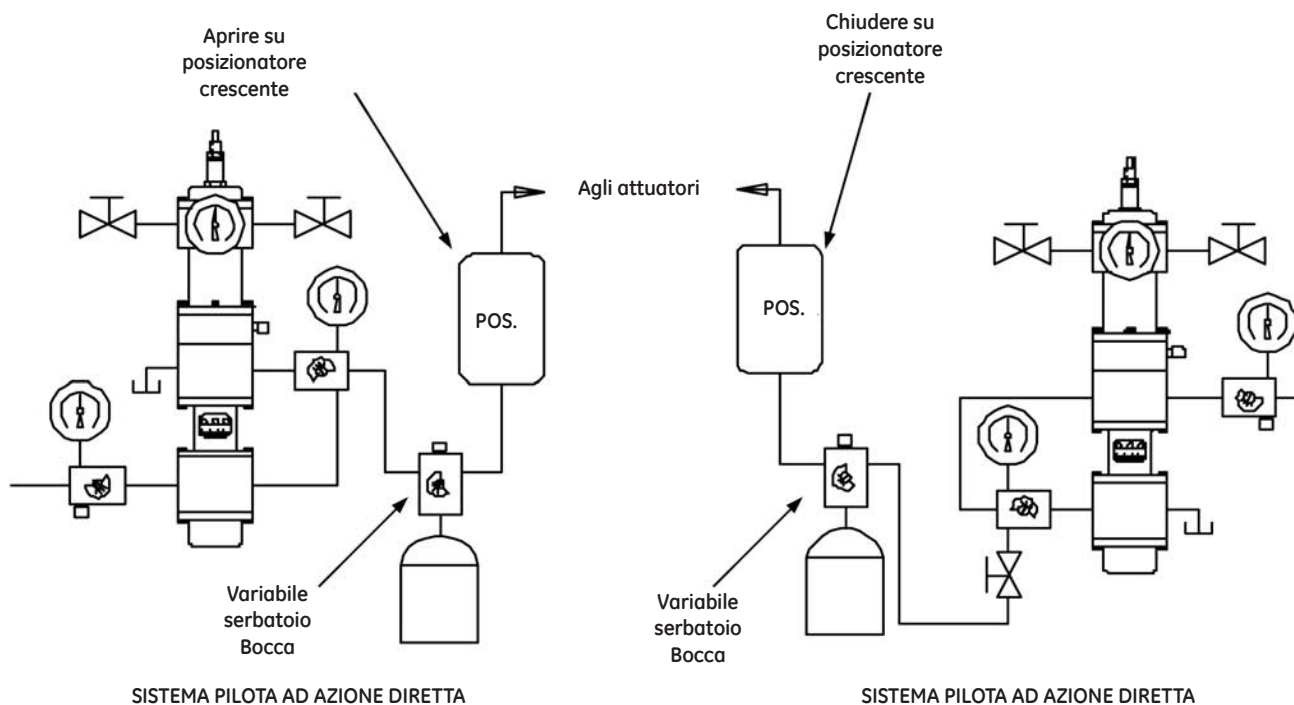 Aprire su
posizionatore
crescente
Chiudere su
posizionatore
crescente
Agli attuatori
POS.
POS.
Variabile
serbatoio
Bocca
Variabile
serbatoio
Bocca
SISTEMA PILOTA AD AZIONE DIRETTA
SISTEMA PILOTA AD AZIONE DIRETTA